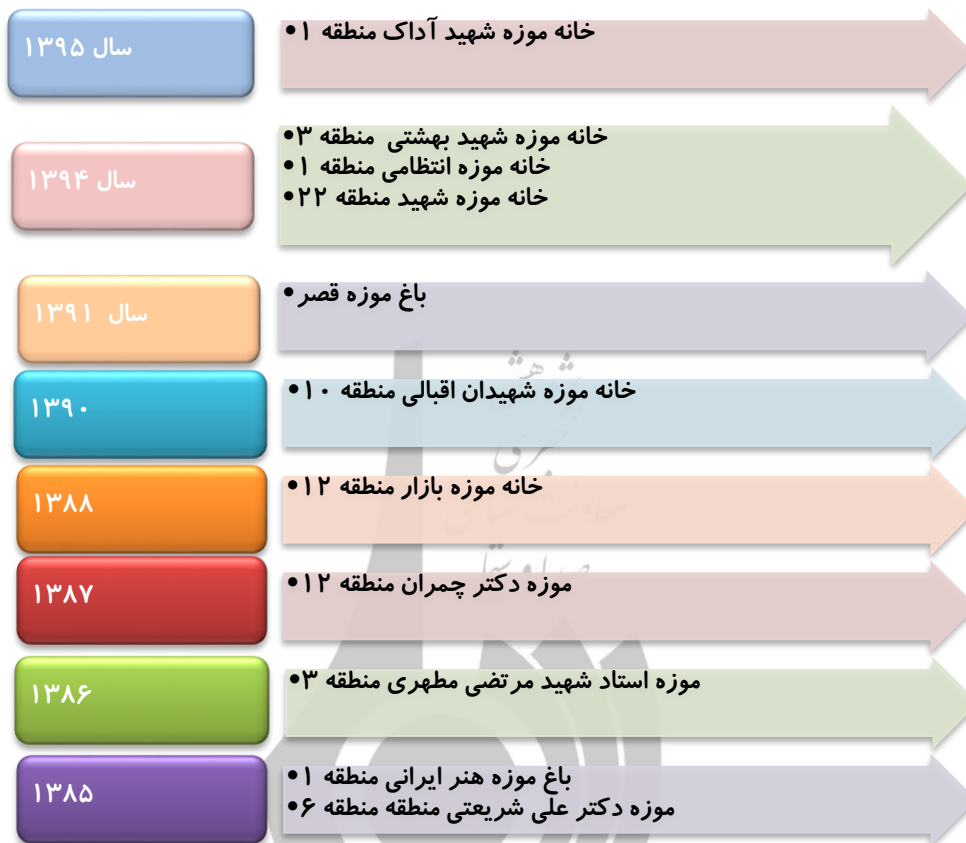 سال ۱۳۹۵
•خانه موزه شهید آداک منطقه ۱
سال ۱۳۹۴
•خانه موزه شهید بهشتی منطقه ۳
•خانه موزه انتظامی منطقه ۱
•خانه موزه شهید منطقه ۲۲
سال ۱۳۹۱
•باغ موزه قصر
۱۳۹۰
•خانه موزه شهیدان اقبالی منطقه ۱۰
۱۳۸۸
•خانه موزه بازار منطقه ۱۲
۱۳۸۷
•موزه دکتر چمران منطقه ۱۲
۱۳۸۶
•موزه استاد شهید مرتضی مطهری منطقه ۳
۱۳۸۵
•باغ موزه هنر ایرانی منطقه ۱
•موزه دکتر علی شریعتی منطقه منطقه ۶